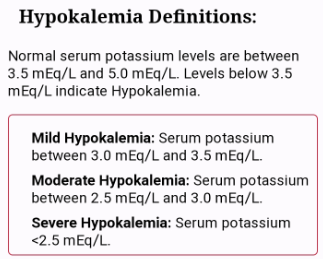 Hypokalemia Definitions:
Normal serum potassium levels are between
3.5 mEq/L and 5.0 mEq/L. Levels below 3.5
mEq/L indicate Hypokalemia.
Mild Hypokalemia: Serum potassium
between 3.0 mEq/L and 3.5 mEq/L.
Moderate Hypokalemia: Serum potassium
between 2.5 mEq/L and 3.0 mEq/L.
Severe Hypokalemia: Serum potassium
<2.5 mEq/L.